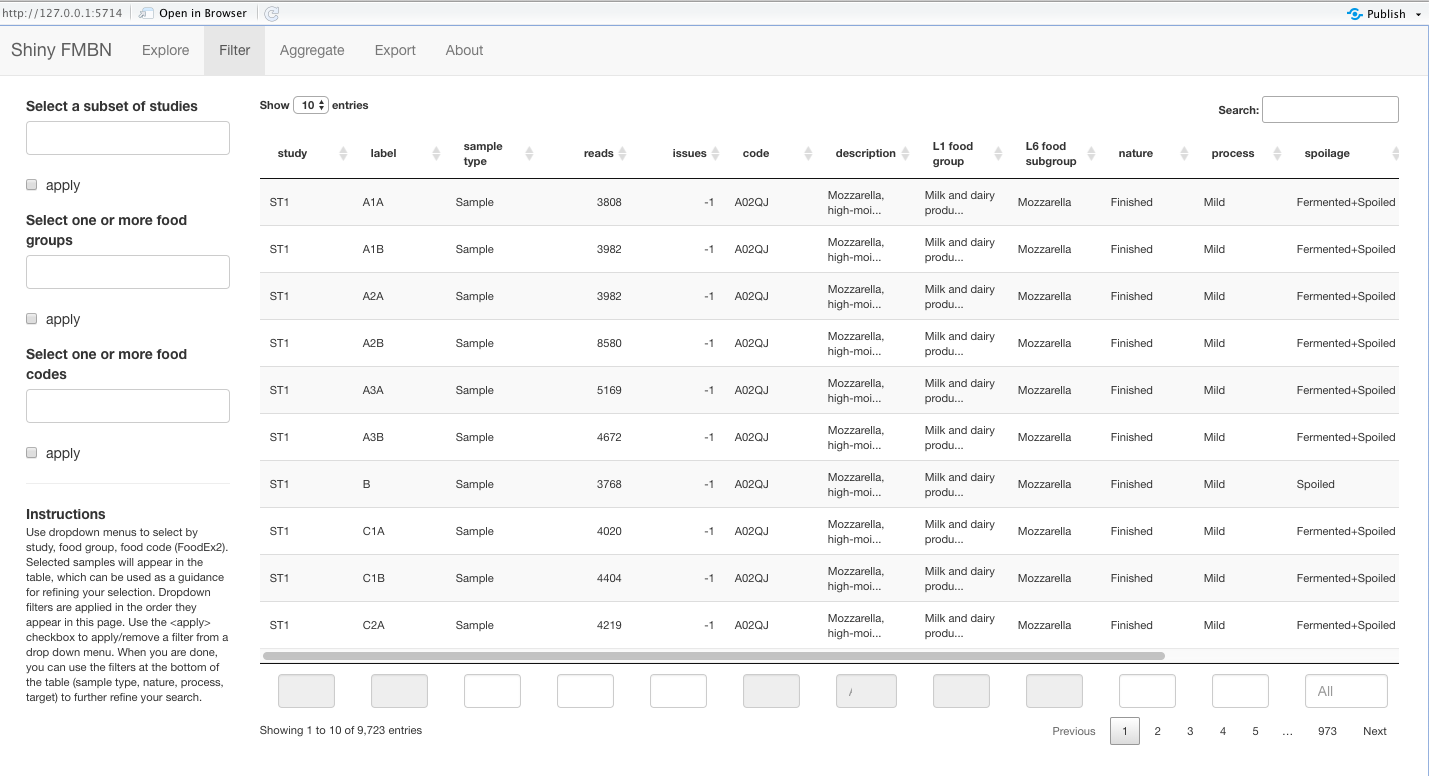 http://127.0.0.1:5714 Open in Browser Publish
Shiny FMBN Explore Filter Aggregate Export About
Select a subset of studies
apply
Select one or more food
groups
apply
Select one or more food
codes
apply
Instructions
Use dropdown menus to select by
study, food group, food code (FoodEx2).
Selected samples will appear in the
table, which can be used as a guidance
for refining your selection. Dropdown
filters are applied in the order they
appear in this page. Use the <apply>
checkbox to apply/remove a filter from a
drop down menu. When you are done,
you can use the filters at the bottom of
the table (sample type, nature, process,
target) to further refine your search.
Show 10 entries
Search:
study label sample type reads issues code description L1 food group L6 food subgroup nature process spoilage
ST1 A1A Sample 3808 -1 A02QJ Mozzarella, high-moi... Milk and dairy produ... Mozzarella Finished Mild Fermented+Spoiled
ST1 A1B Sample 3982 -1 A02QJ Mozzarella, high-moi... Milk and dairy produ... Mozzarella Finished Mild Fermented+Spoiled
ST1 A2A Sample 3982 -1 A02QJ Mozzarella, high-moi... Milk and dairy produ... Mozzarella Finished Mild Fermented+Spoiled
ST1 A2B Sample 8580 -1 A02QJ Mozzarella, high-moi... Milk and dairy produ... Mozzarella Finished Mild Fermented+Spoiled
ST1 A3A Sample 5169 -1 A02QJ Mozzarella, high-moi... Milk and dairy produ... Mozzarella Finished Mild Fermented+Spoiled
ST1 A3B Sample 4672 -1 A02QJ Mozzarella, high-moi... Milk and dairy produ... Mozzarella Finished Mild Fermented+Spoiled
ST1 B Sample 3768 -1 A02QJ Mozzarella, high-moi... Milk and dairy produ... Mozzarella Finished Mild Spoiled
ST1 C1A Sample 4020 -1 A02QJ Mozzarella, high-moi... Milk and dairy produ... Mozzarella Finished Mild Fermented+Spoiled
ST1 C1B Sample 4404 -1 A02QJ Mozzarella, high-moi... Milk and dairy produ... Mozzarella Finished Mild Fermented+Spoiled
ST1 C2A Sample 4219 -1 A02QJ Mozzarella, high-moi... Milk and dairy produ... Mozzarella Finished Mild Fermented+Spoiled
All
Showing 1 to 10 of 9,723 entries
Previous 1 2 3 4 5 … 973 Next